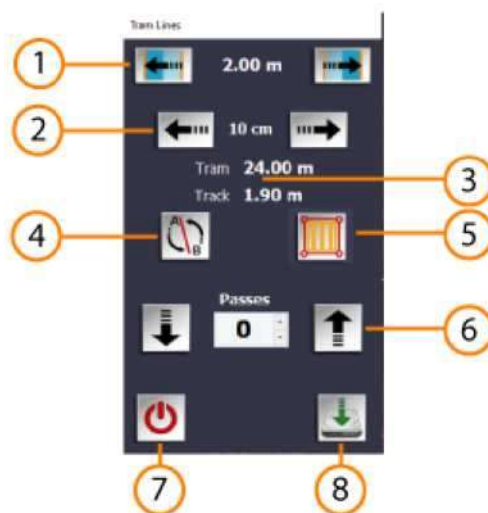 Tram Lines
1
2.00 m
2
10 cm
Tram 24.00 m
3
Track 1.90 m
4
A
B
5
Passes
0
6
7
8